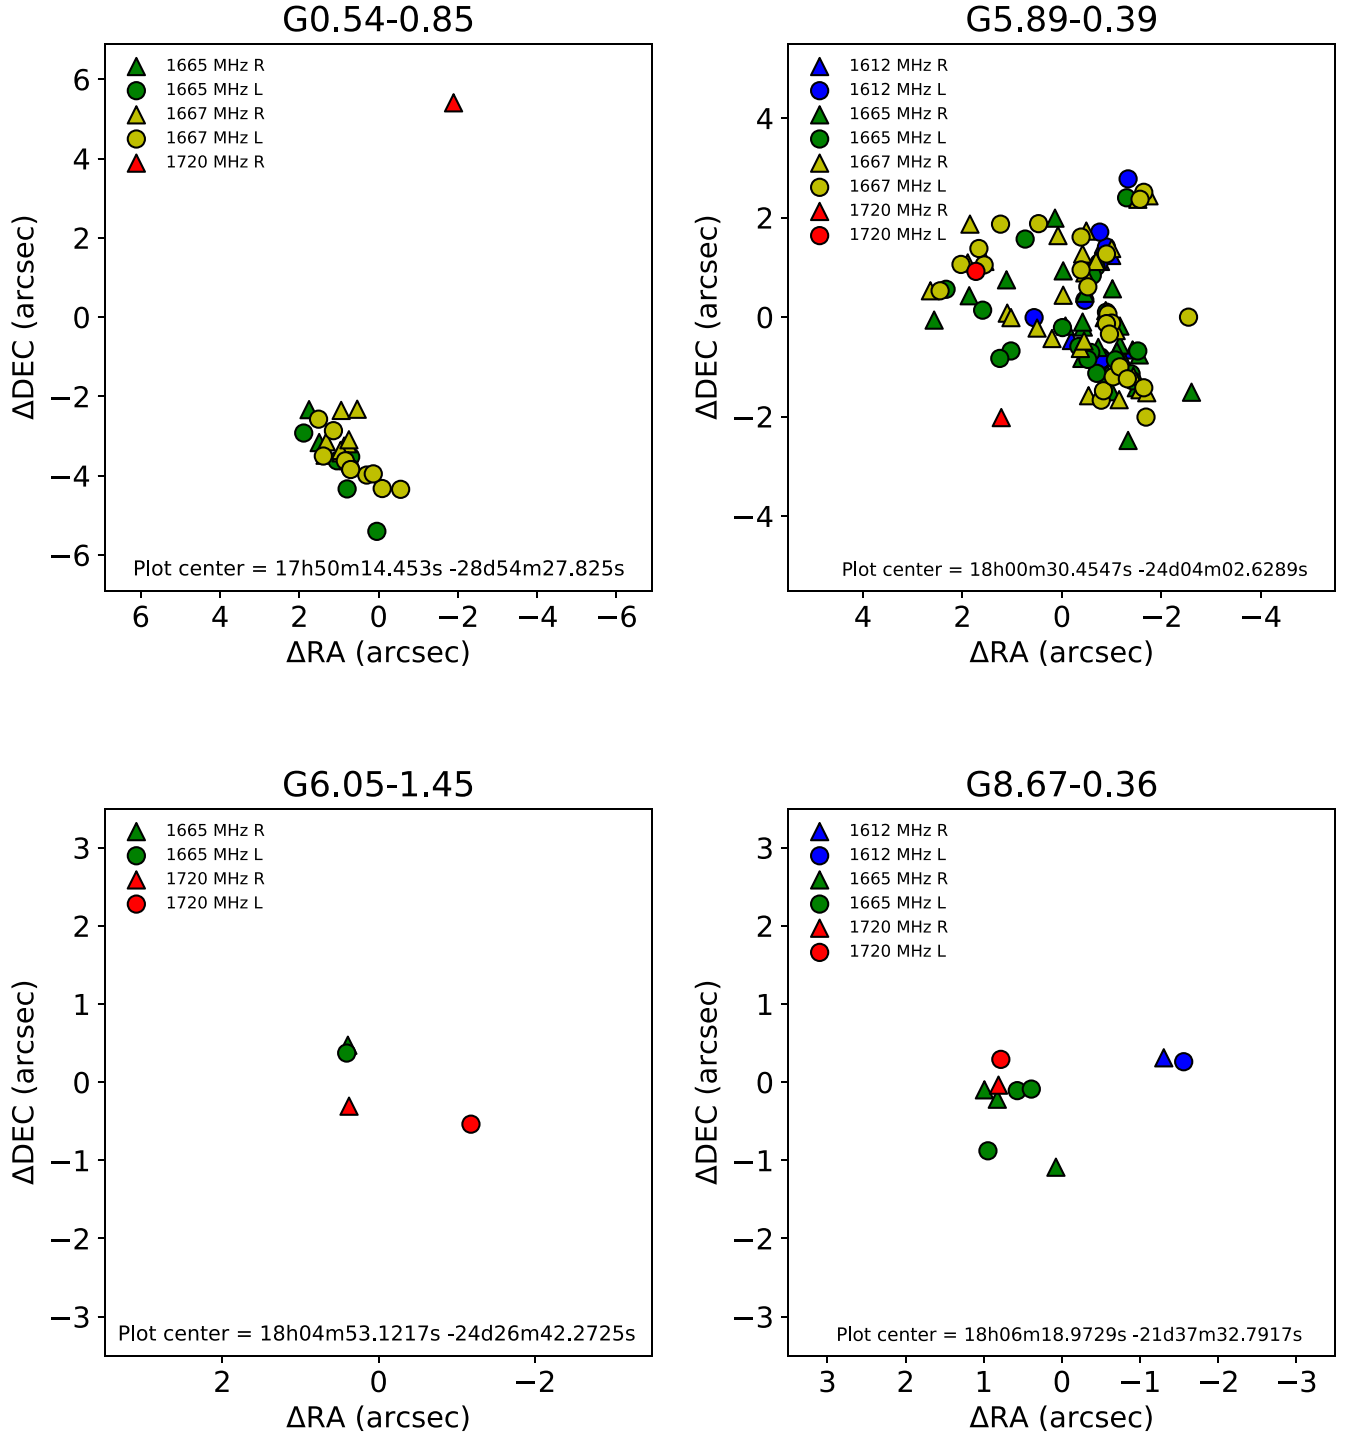 G0.54-0.85
1665 MHz R
1665 MHz L
1667 MHz R
1667 MHz L
1720 MHz R
6
4
2
0
−2
−4
−6
ΔDEC (arcsec)
Plot center = 17h50m14.453s -28d54m27.825s
6 4 2 0 −2 −4 −6
ΔRA (arcsec)
G5.89-0.39
1612 MHz R
1612 MHz L
1665 MHz R
1665 MHz L
1667 MHz R
1667 MHz L
1720 MHz R
1720 MHz L
4
2
0
−2
−4
ΔDEC (arcsec)
Plot center = 18h00m30.4547s -24d04m02.6289s
4 2 0 −2 −4
ΔRA (arcsec)
G6.05-1.45
1665 MHz R
1665 MHz L
1720 MHz R
1720 MHz L
3
2
1
0
−1
−2
−3
ΔDEC (arcsec)
Plot center = 18h04m53.1217s -24d26m42.2725s
2 0 −2
ΔRA (arcsec)
G8.67-0.36
1612 MHz R
1612 MHz L
1665 MHz R
1665 MHz L
1720 MHz R
1720 MHz L
3
2
1
0
−1
−2
−3
ΔDEC (arcsec)
Plot center = 18h06m18.9729s -21d37m32.7917s
3 2 1 0 −1 −2 −3
ΔRA (arcsec)